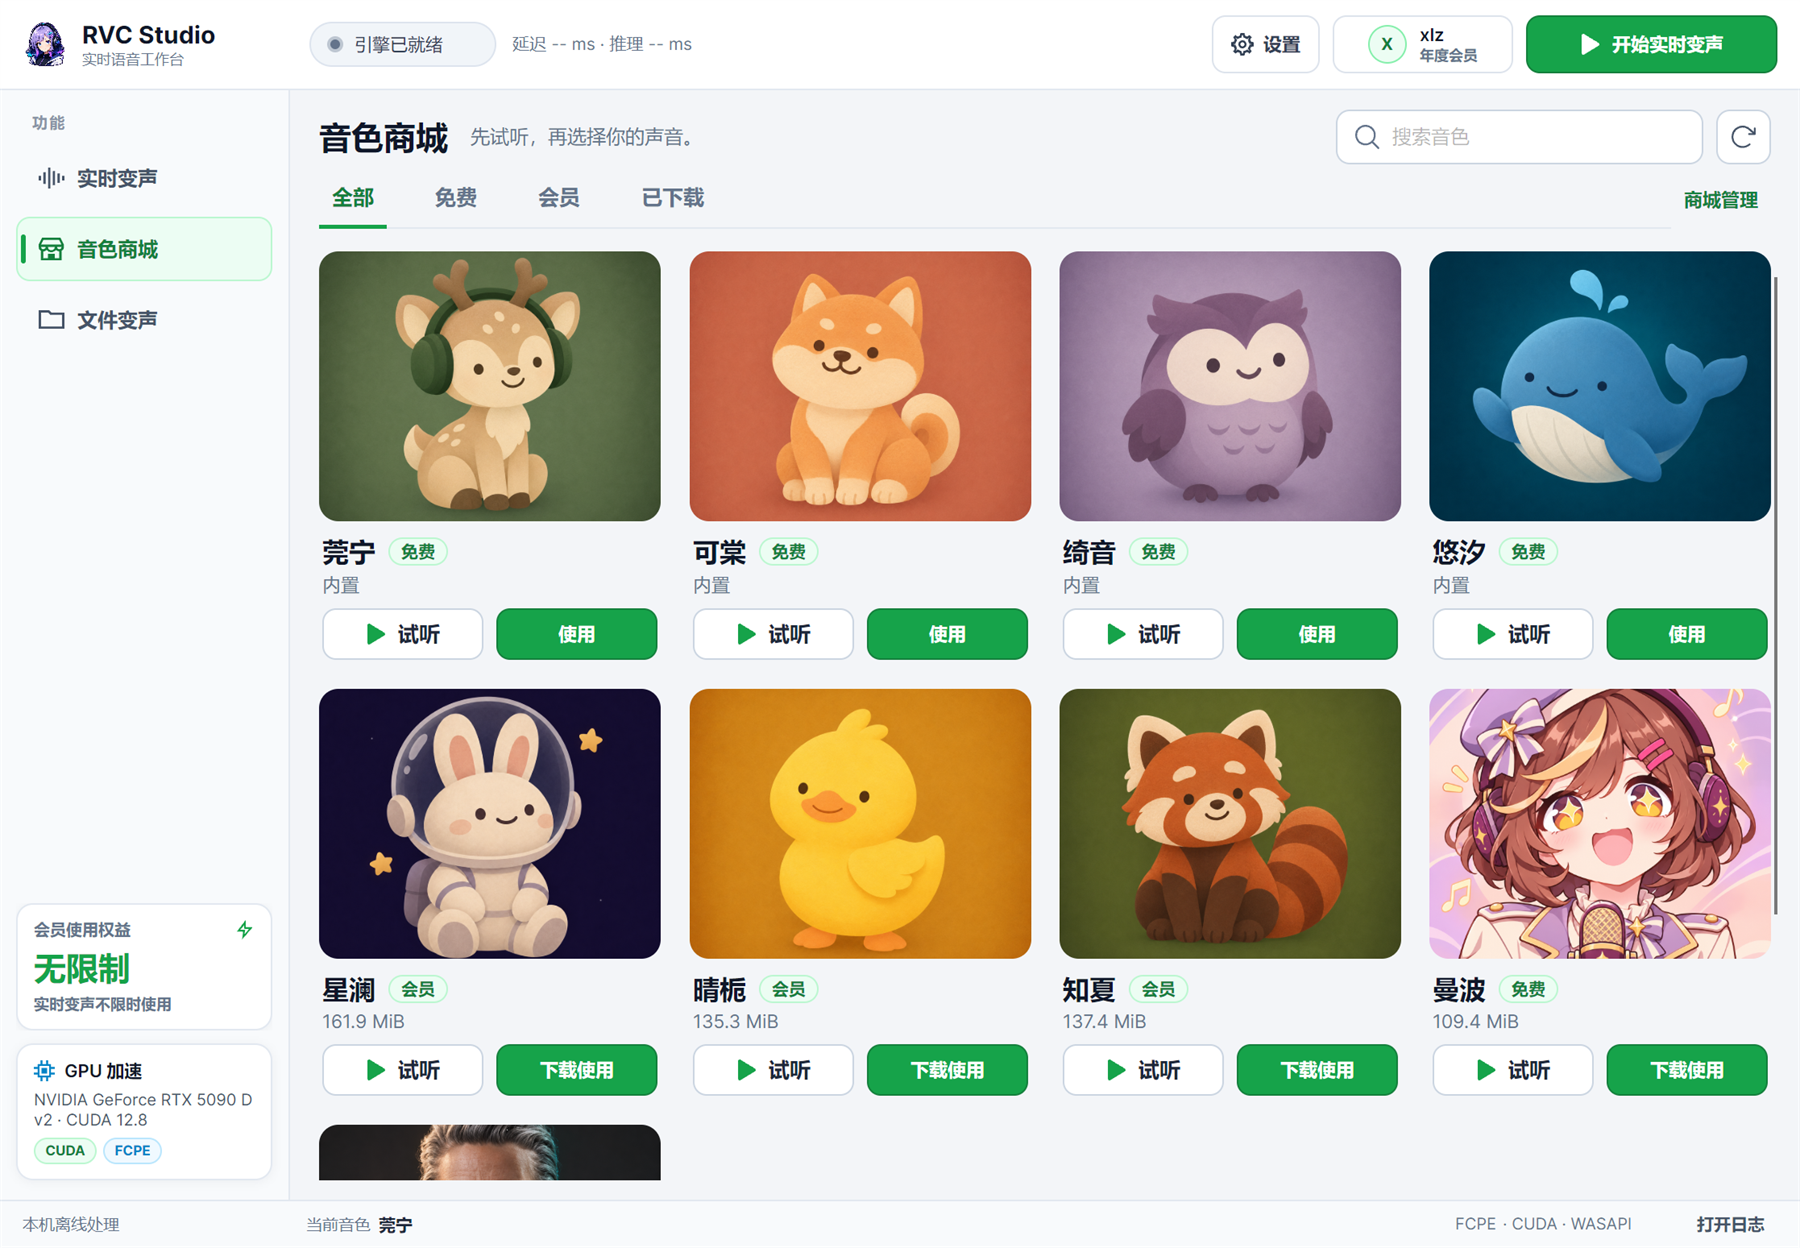 RVC Studio
实时语音工作台
引擎已就绪
延迟 -- ms · 推理 -- ms
设置
X
xlz
年度会员
开始实时变声
功能
实时变声
音色商城
文件变声
音色商城
先试听，再选择你的声音。
搜索音色
全部
免费
会员
已下载
商城管理
莞宁 免费
内置
试听
使用
可棠 免费
内置
试听
使用
绮音 免费
内置
试听
使用
悠汐 免费
内置
试听
使用
星澜 会员
161.9 MiB
试听
下载使用
晴栀 会员
135.3 MiB
试听
下载使用
知夏 会员
137.4 MiB
试听
下载使用
曼波 免费
109.4 MiB
试听
下载使用
会员使用权益
无限制
实时变声不限时使用
GPU 加速
NVIDIA GeForce RTX 5090 D
v2 · CUDA 12.8
CUDA
FCPE
本机离线处理
当前音色 莞宁
FCPE · CUDA · WASAPI
打开日志